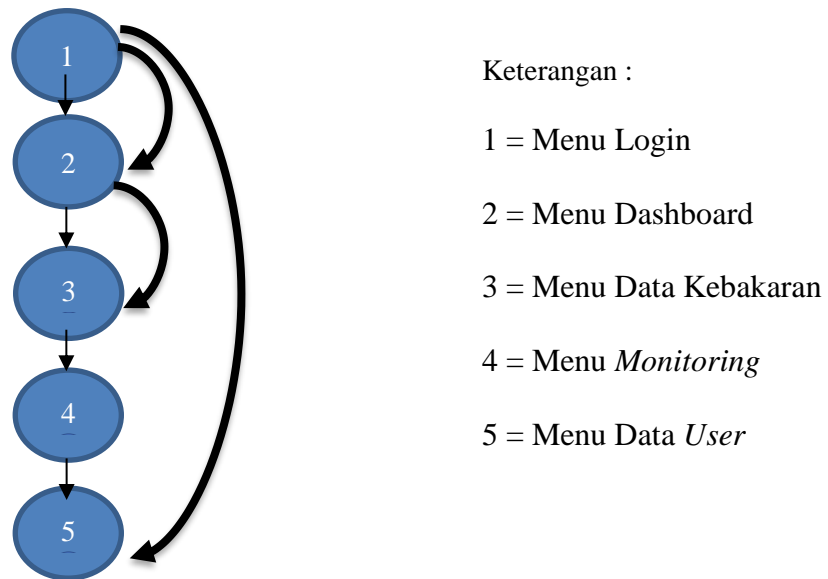 1
2
3
4
5
Keterangan :
1 = Menu Login
2 = Menu Dashboard
3 = Menu Data Kebakaran
4 = Menu Monitoring
5 = Menu Data User